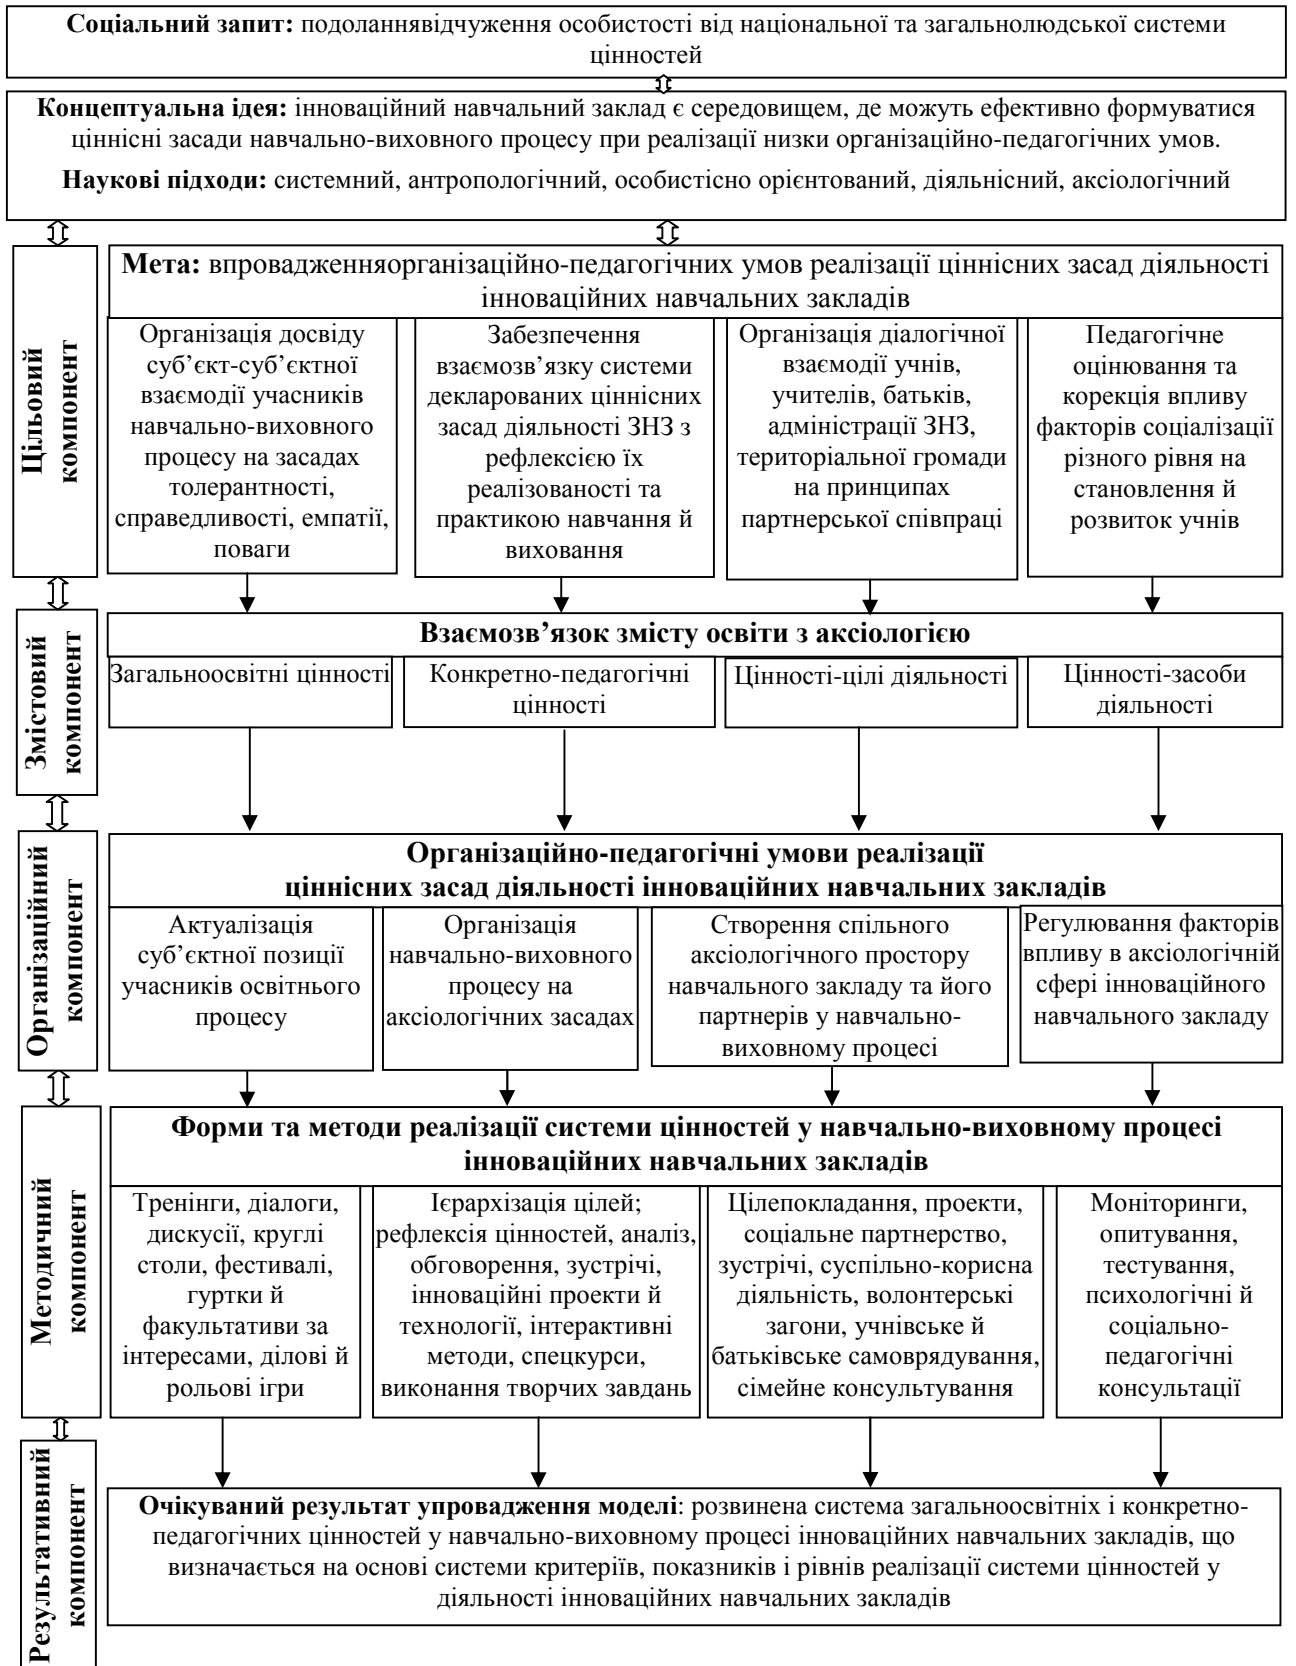 Соціальний запит: подоланнявідчуження особистості від національної та загальнолюдської системи
цінностей
Концептуальна ідея: інноваційний навчальний заклад є середовищем, де можуть ефективно формуватися
ціннісні засади навчально-виховного процесу при реалізації низки організаційно-педагогічних умов.
Наукові підходи: системний, антропологічний, особистісно орієнтований, діяльнісний, аксіологічний
Цільовий
компонент
Мета: впровадженняорганізаційно-педагогічних умов реалізації ціннісних засад діяльності
інноваційних навчальних закладів
Організація досвіду
суб’єкт-суб’єктної
взаємодії учасників
навчально-виховного
процесу на засадах
толерантності,
справедливості, емпатії,
поваги
Забезпечення
взаємозв’язку системи
декларованих ціннісних
засад діяльності ЗНЗ з
рефлексією їх
реалізованості та
практикою навчання й
виховання
Організація діалогічної
взаємодії учнів,
учителів, батьків,
адміністрації ЗНЗ,
територіальної громади
на принципах
партнерської співпраці
Педагогічне
оцінювання та
корекція впливу
факторів соціалізації
різного рівня на
становлення й
розвиток учнів
Змістовий
компонент
Взаємозв’язок змісту освіти з аксіологією
Загальноосвітні цінності
Конкретно-педагогічні
цінності
Цінності-цілі діяльності
Цінності-засоби
діяльності
Організаційний
компонент
Організаційно-педагогічні умови реалізації
ціннісних засад діяльності інноваційних навчальних закладів
Актуалізація
суб’єктної позиції
учасників освітнього
процесу
Організація
навчально-виховного
процесу на
аксіологічних засадах
Створення спільного
аксіологічного простору
навчального закладу та його
партнерів у навчально-
виховному процесі
Регулювання факторів
впливу в аксіологічній
сфері інноваційного
навчального закладу
Методичний
компонент
Форми та методи реалізації системи цінностей у навчально-виховному процесі
інноваційних навчальних закладів
Тренінги, діалоги,
дискусії, круглі
столи, фестивалі,
гуртки й
факультативи за
інтересами, ділові й
рольові ігри
Ієрархізація цілей;
рефлексія цінностей, аналіз,
обговорення, зустрічі,
інноваційні проекти й
технології, інтерактивні
методи, спецкурси,
виконання творчих завдань
Цілепокладання, проекти,
соціальне партнерство,
зустрічі, суспільно-корисна
діяльність, волонтерські
загони, учнівське й
батьківське самоврядування,
сімейне консультування
Моніторинги,
опитування,
тестування,
психологічні й
соціально-
педагогічні
консультації
Результативний
компонент
Очікуваний результат упровадження моделі: розвинена система загальноосвітніх і конкретно-
педагогічних цінностей у навчально-виховному процесі інноваційних навчальних закладів, що
визначається на основі системи критеріїв, показників і рівнів реалізації системи цінностей у
діяльності інноваційних навчальних закладів